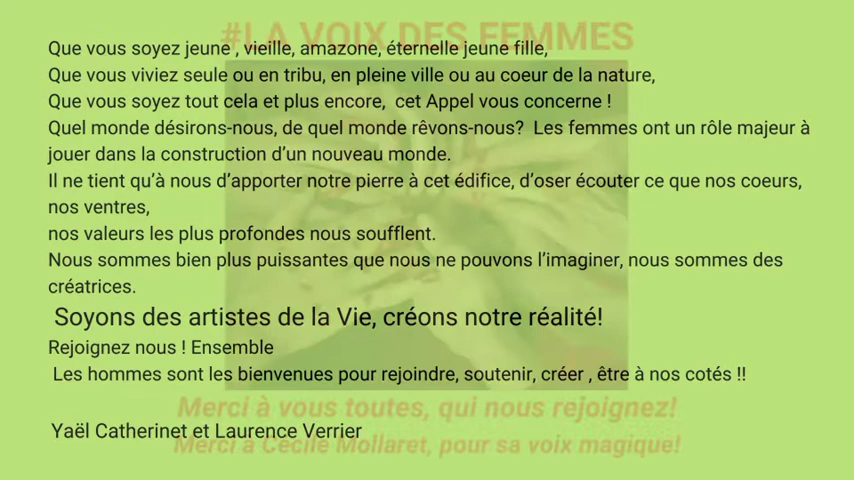 #LA VOIX DES FEMMES
Que vous soyez jeune , vieille, amazone, éternelle jeune fille,
Que vous viviez seule ou en tribu, en pleine ville ou au coeur de la nature,
Que vous soyez tout cela et plus encore,  cet Appel vous concerne !
Quel monde désirons-nous, de quel monde rêvons-nous?  Les femmes ont un rôle majeur à
jouer dans la construction d’un nouveau monde.
Il ne tient qu’à nous d’apporter notre pierre à cet édifice, d’oser écouter ce que nos coeurs,
nos ventres,
nos valeurs les plus profondes nous soufflent.
Nous sommes bien plus puissantes que nous ne pouvons l’imaginer, nous sommes des
créatrices.
Soyons des artistes de la Vie, créons notre réalité!
Rejoignez nous ! Ensemble
Les hommes sont les bienvenues pour rejoindre, soutenir, créer , être à nos cotés !!
Merci à vous toutes, qui nous rejoignez!
Yaël Catherinet et Laurence Verrier
Merci à Cécile Mollaret, pour sa voix magique!